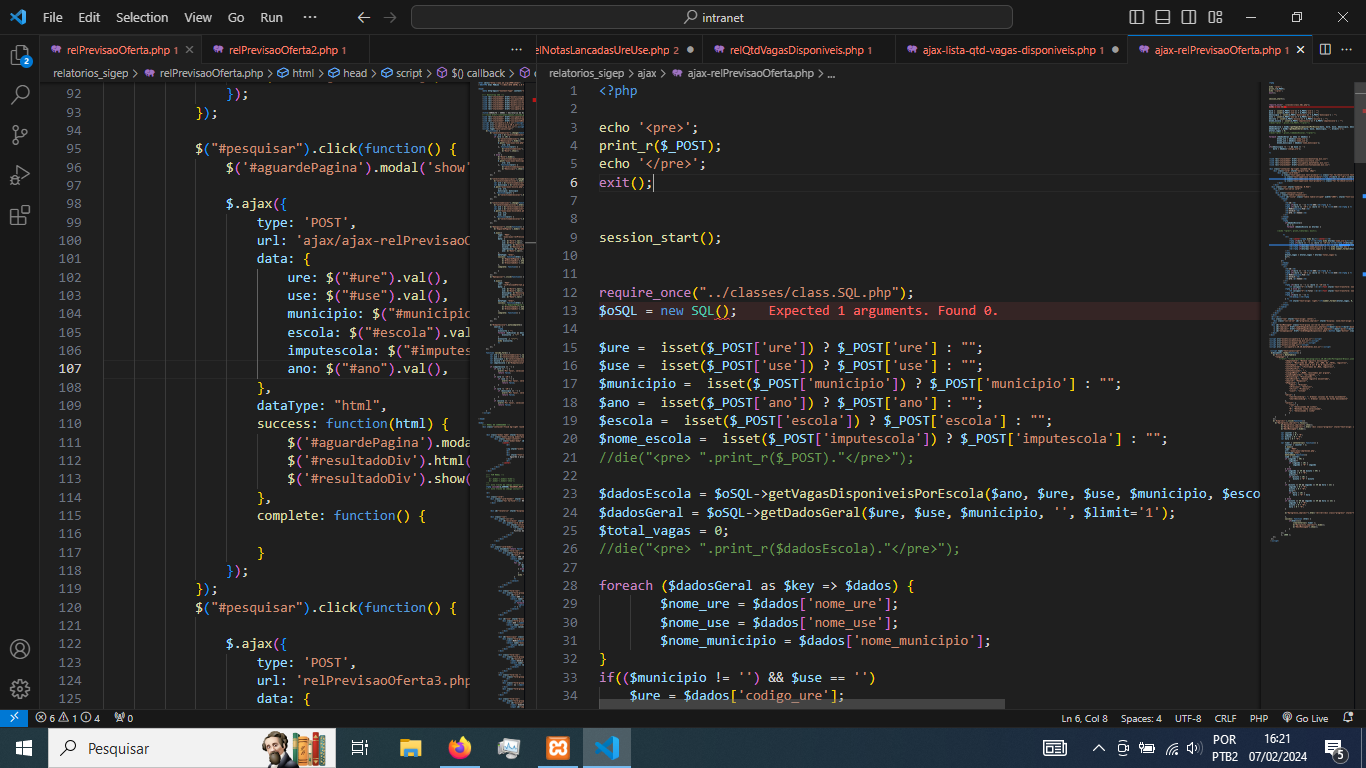 File Edit Selection View Go Run ··· intranet
relPrevisaoOferta.php 1 relPrevisaoOferta2.php 1 ···
relatorios_sigep > relPrevisaoOferta.php > html > head > script > $() callback >
92 });
93 });
94
95 $("#pesquisar").click(function() {
96 $('#aguardePagina').modal('show'
97
98 $.ajax({
99 type: 'POST',
100 url: 'ajax/ajax-relPrevisaoO
101 data: {
102 ure: $("#ure").val(),
103 use: $("#use").val(),
104 municipio: $("#municipio
105 escola: $("#escola").val
106 imputescola: $("#imputes
107 ano: $("#ano").val(),
108 },
109 dataType: "html",
110 success: function(html) {
111 $('#aguardePagina').moda
112 $('#resultadoDiv').html(
113 $('#resultadoDiv').show(
114 },
115 complete: function() {
116
117 }
118 });
119 });
120 $("#pesquisar").click(function() {
121
122 $.ajax({
123 type: 'POST',
124 url: 'relPrevisaoOferta3.php
125 data: {
elNotasLancadasUreUse.php 2 relQtdVagasDisponiveis.php 1 ajax-lista-qtd-vagas-disponiveis.php 1 ajax-relPrevisaoOferta.php 1 ···
relatorios_sigep > ajax > ajax-relPrevisaoOferta.php > ...
1 <?php
2
3 echo '<pre>';
4 print_r($_POST);
5 echo '</pre>';
6 exit();
7
8
9 session_start();
10
11
12 require_once("../classes/class.SQL.php");
13 $oSQL = new SQL(); Expected 1 arguments. Found 0.
14
15 $ure =  isset($_POST['ure']) ? $_POST['ure'] : "";
16 $use =  isset($_POST['use']) ? $_POST['use'] : "";
17 $municipio =  isset($_POST['municipio']) ? $_POST['municipio'] : "";
18 $ano =  isset($_POST['ano']) ? $_POST['ano'] : "";
19 $escola =  isset($_POST['escola']) ? $_POST['escola'] : "";
20 $nome_escola =  isset($_POST['imputescola']) ? $_POST['imputescola'] : "";
21 //die("<pre> ".print_r($_POST)."</pre>");
22
23 $dadosEscola = $oSQL->getVagasDisponiveisPorEscola($ano, $ure, $use, $municipio, $esco
24 $dadosGeral = $oSQL->getDadosGeral($ure, $use, $municipio, '', $limit='1');
25 $total_vagas = 0;
26 //die("<pre> ".print_r($dadosEscola)."</pre>");
27
28 foreach ($dadosGeral as $key => $dados) {
29 $nome_ure = $dados['nome_ure'];
30 $nome_use = $dados['nome_use'];
31 $nome_municipio = $dados['nome_municipio'];
32 }
33 if(($municipio != '') && $use == '')
34 $ure = $dados['codigo_ure'];
2
6 1 4 0 Ln 6, Col 8 Spaces: 4 UTF-8 CRLF PHP Go Live
Pesquisar POR 16:21
PTB2 07/02/2024 5